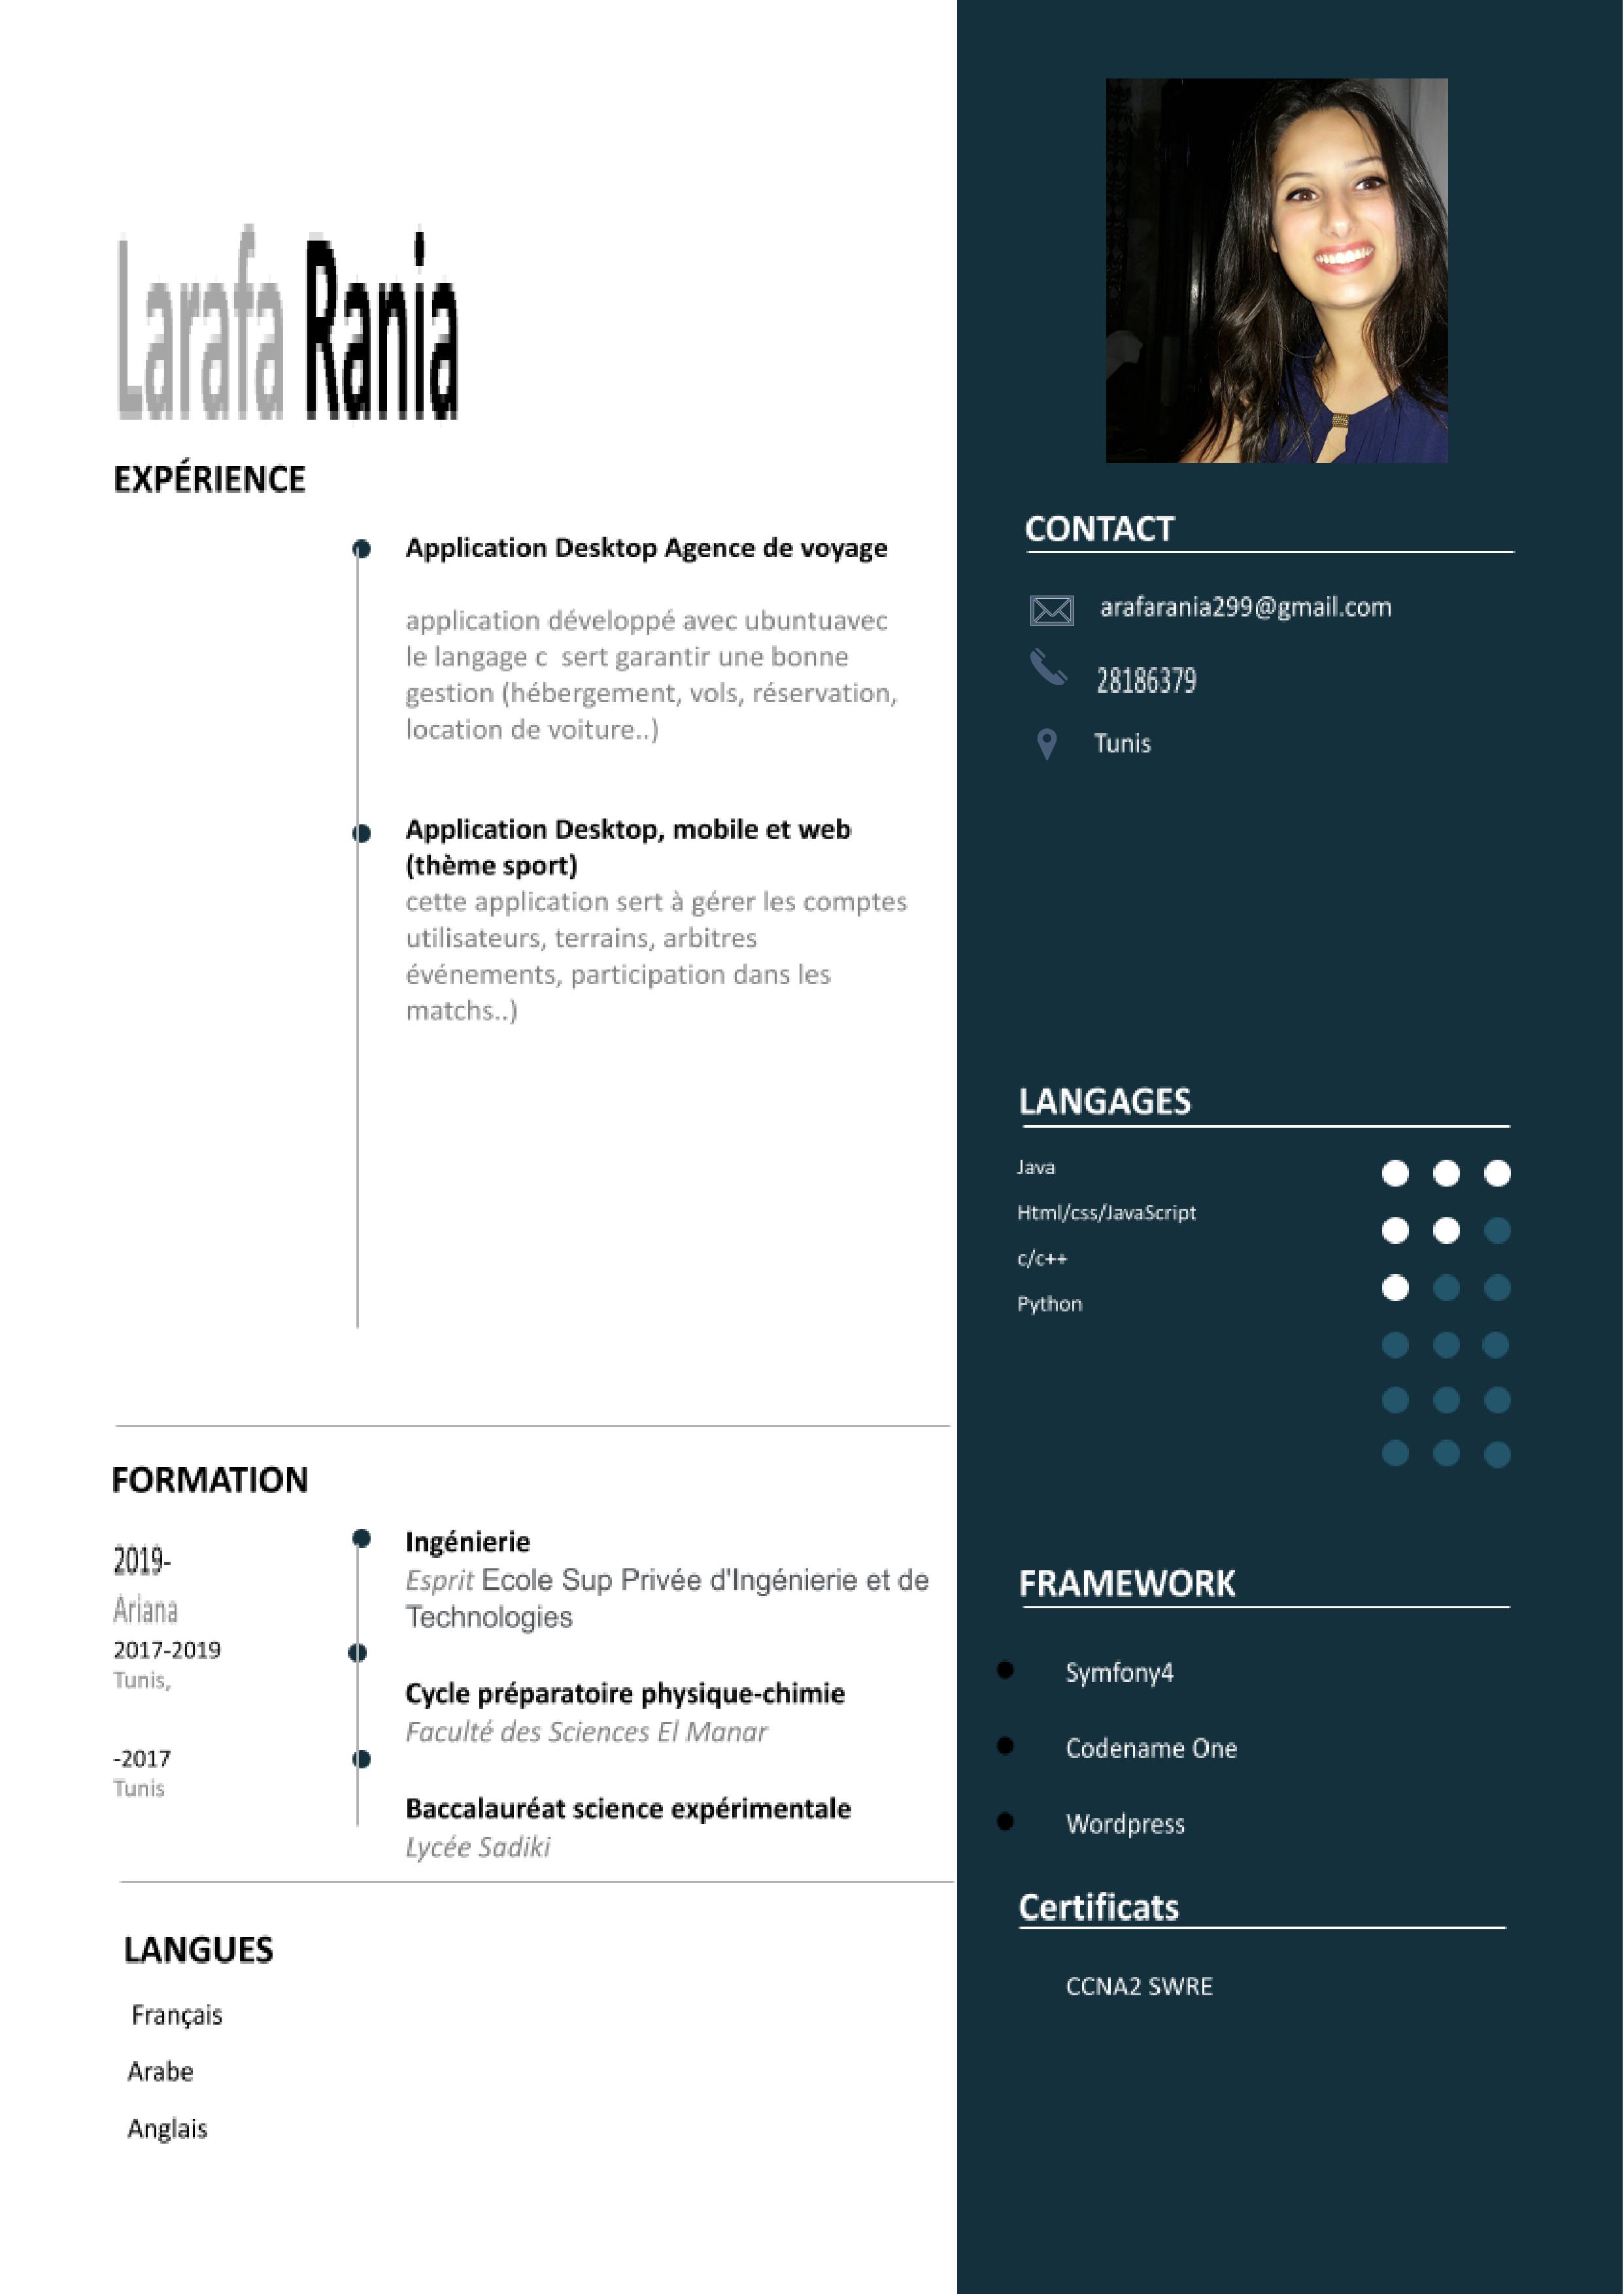 Larafa Rania
EXPÉRIENCE
Application Desktop Agence de voyage
application développé avec ubuntuavec
le langage c  sert garantir une bonne
gestion (hébergement, vols, réservation,
location de voiture..)
Application Desktop, mobile et web
(thème sport)
cette application sert à gérer les comptes
utilisateurs, terrains, arbitres
événements, participation dans les
matchs..)
FORMATION
2019-
Ariana
Ingénierie
Esprit Ecole Sup Privée d'Ingénierie et de
Technologies
2017-2019
Tunis,
Cycle préparatoire physique-chimie
Faculté des Sciences El Manar
-2017
Tunis
Baccalauréat science expérimentale
Lycée Sadiki
LANGUES
Français
Arabe
Anglais
CONTACT
arafarania299@gmail.com
28186379
Tunis
LANGAGES
Java
Html/css/JavaScript
c/c++
Python
FRAMEWORK
Symfony4
Codename One
Wordpress
Certificats
CCNA2 SWRE